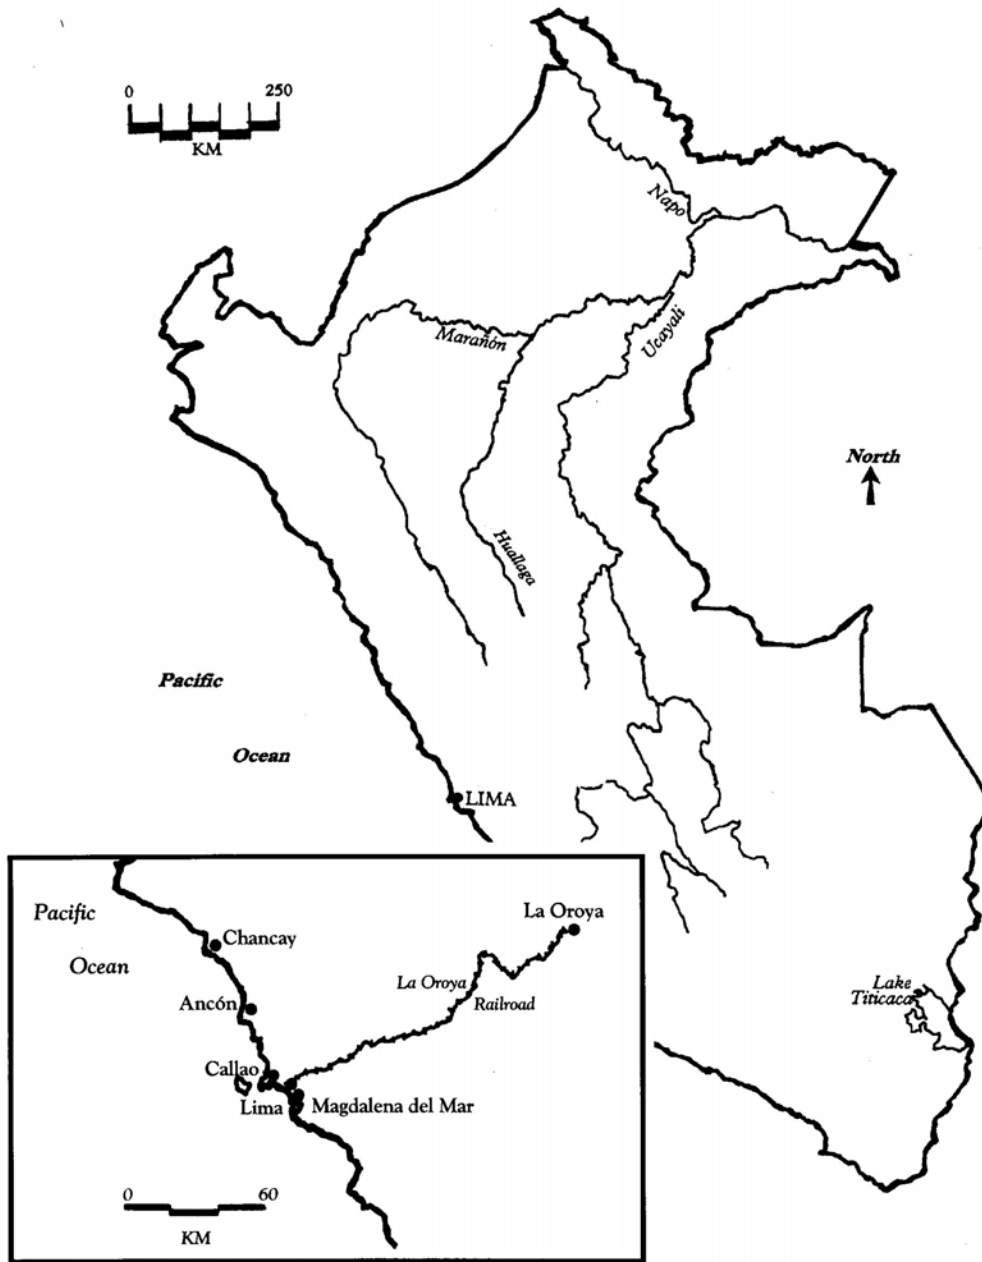 0 250
KM
Napo
Marañón
Ucayali
North
Huallaga
Pacific
Ocean
LIMA
Pacific
Ocean
Chancay
La Oroya
La Oroya
Railroad
Ancón
Callao
Lima
Magdalena del Mar
0 60
KM
Lake
Titicaca